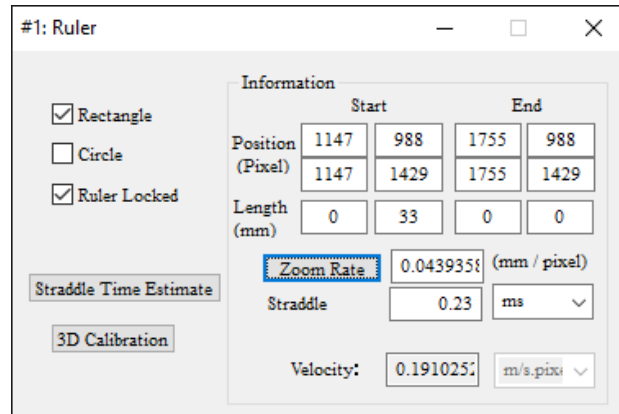 #1: Ruler
Information
Start End
Rectangle
Circle
Ruler Locked
Position (Pixel)
1147 988 1755 988
1147 1429 1755 1429
Length (mm)
0 33 0 0
Zoom Rate 0.0439358 (mm / pixel)
Straddle Time Estimate
Straddle 0.23 ms
3D Calibration
Velocity: 0.1910252 m/s.pix